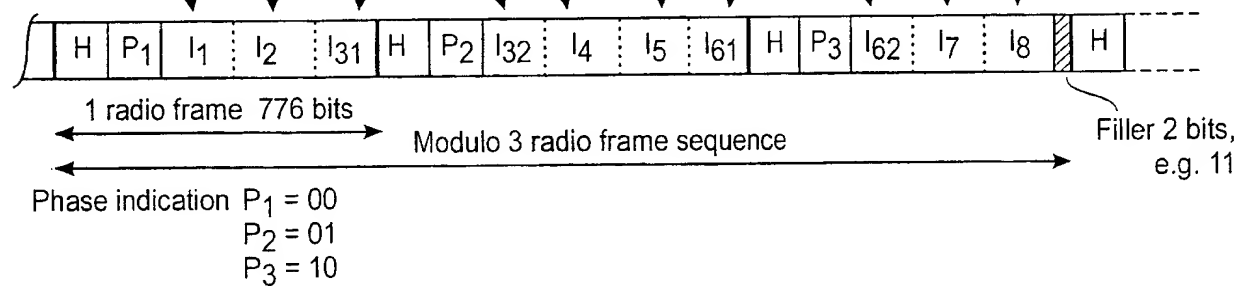 H P1 I1 I2 I31 H P2 I32 I4 I5 I61 H P3 I62 I7 I8 H
1 radio frame 776 bits
Modulo 3 radio frame sequence
Filler 2 bits,
e.g. 11
Phase indication P1 = 00
P2 = 01
P3 = 10